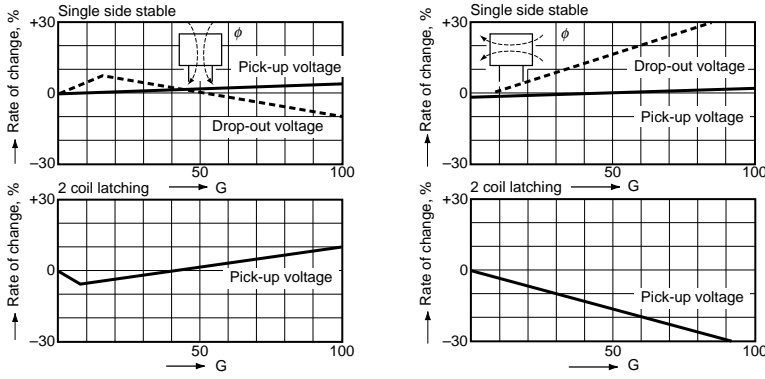 Single side stable
Rate of change, %
+30
0
–30
ϕ
Pick-up voltage
Drop-out voltage
50
100
G
Single side stable
Rate of change, %
+30
0
–30
ϕ
Drop-out voltage
Pick-up voltage
50
100
G
2 coil latching
Rate of change, %
+30
0
–30
Pick-up voltage
50
100
G
2 coil latching
Rate of change, %
+30
0
–30
Pick-up voltage
50
100
G